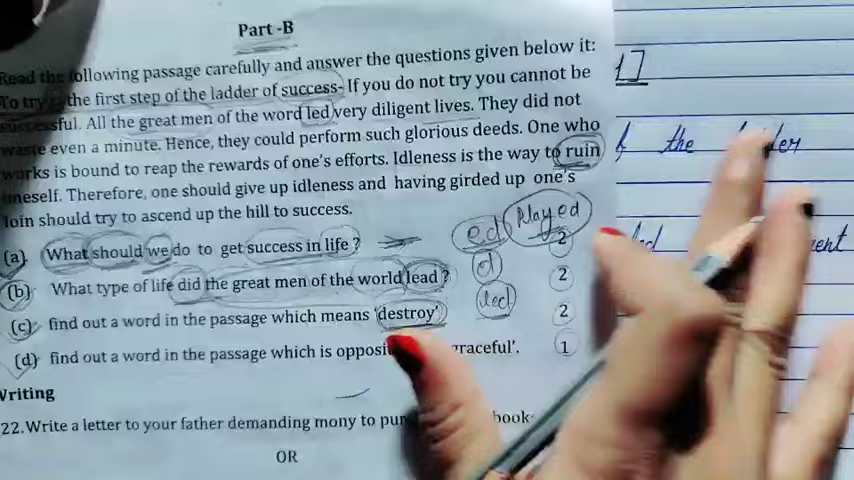 Part -B
Read the following passage carefully and answer the questions given below it:
To try is the first step of the ladder of success- If you do not try you cannot be
successful. All the great men of the word led very diligent lives. They did not
waste even a minute. Hence, they could perform such glorious deeds. One who
works is bound to reap the rewards of one's efforts. Idleness is the way to ruin
oneself. Therefore, one should give up idleness and having girded up one's
loin should try to ascend up the hill to success.
(a) What should we do to get success in life ? ed played 2
(b) What type of life did the great men of the world lead ? d 2
(c) find out a word in the passage which means 'destroy' led 2
(d) find out a word in the passage which is 1
Writing
22. Write a letter to your father demanding mony to book
OR
the